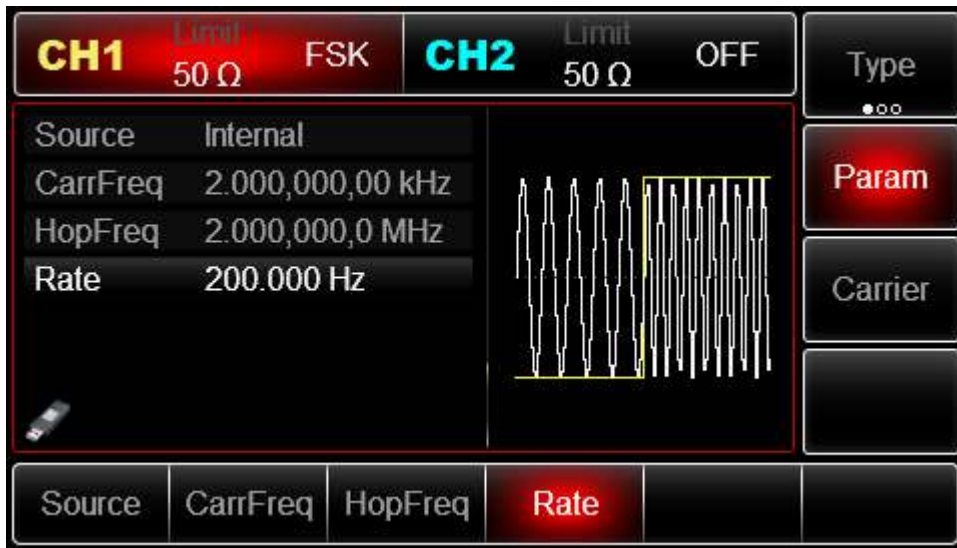 CH1 Limit 50 Ω FSK
CH2 Limit 50 Ω OFF
Type
Source Internal
CarrFreq 2.000,000,00 kHz
HopFreq 2.000,000,0 MHz
Rate 200.000 Hz
Param
Carrier
Source CarrFreq HopFreq Rate